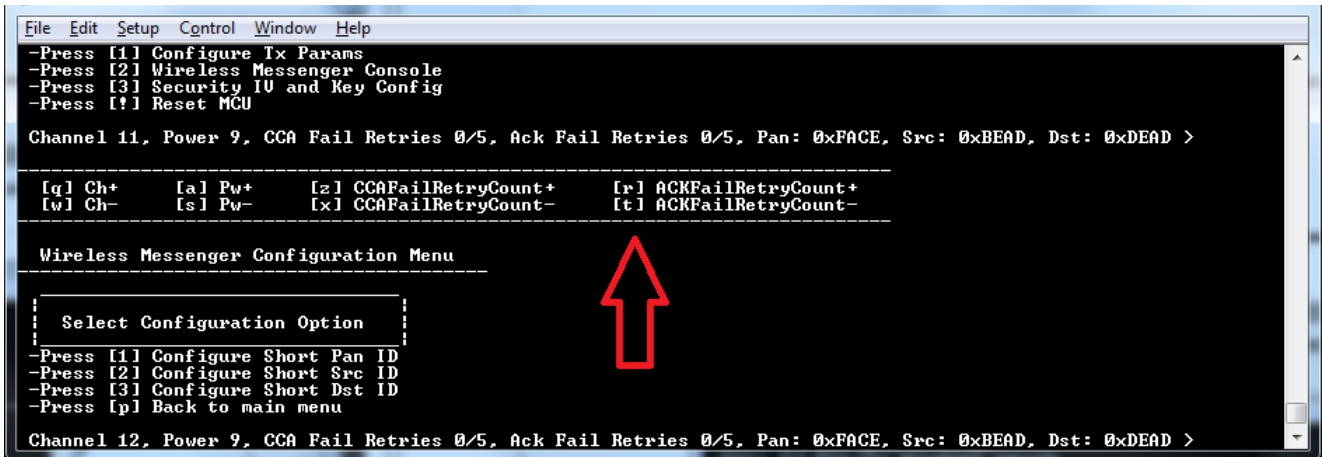 File Edit Setup Control Window Help
-Press [1] Configure Tx Params
-Press [2] Wireless Messenger Console
-Press [3] Security IV and Key Config
-Press [!] Reset MCU
Channel 11, Power 9, CCA Fail Retries 0/5, Ack Fail Retries 0/5, Pan: 0xFACE, Src: 0xBEAD, Dst: 0xDEAD >
[q] Ch+ [a] Pw+ [z] CCAFailRetryCount+ [r] ACKFailRetryCount+
[w] Ch- [s] Pw- [x] CCAFailRetryCount- [t] ACKFailRetryCount-
Wireless Messenger Configuration Menu
Select Configuration Option
-Press [1] Configure Short Pan ID
-Press [2] Configure Short Src ID
-Press [3] Configure Short Dst ID
-Press [p] Back to main menu
Channel 12, Power 9, CCA Fail Retries 0/5, Ack Fail Retries 0/5, Pan: 0xFACE, Src: 0xBEAD, Dst: 0xDEAD >